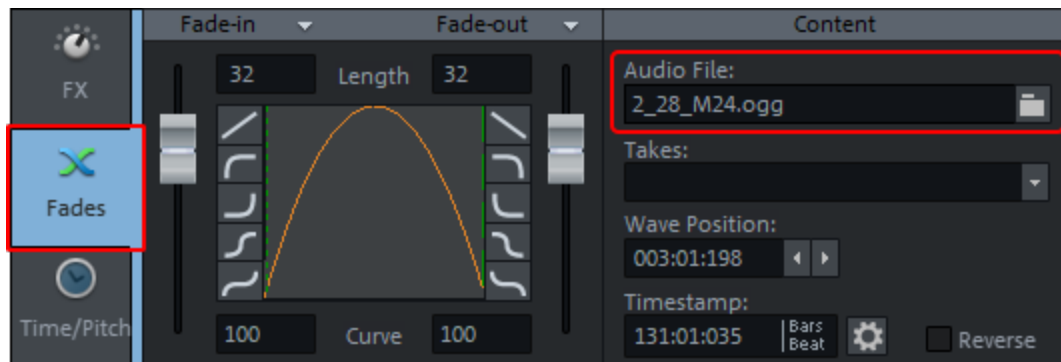 Fade-in Fade-out Content
FX
32 Length 32
Audio File:
2_28_M24.ogg
Takes:
Fades
Wave Position:
003:01:198
Timestamp:
Time/Pitch
100 Curve 100
131:01:035 Bars
Beat
Reverse